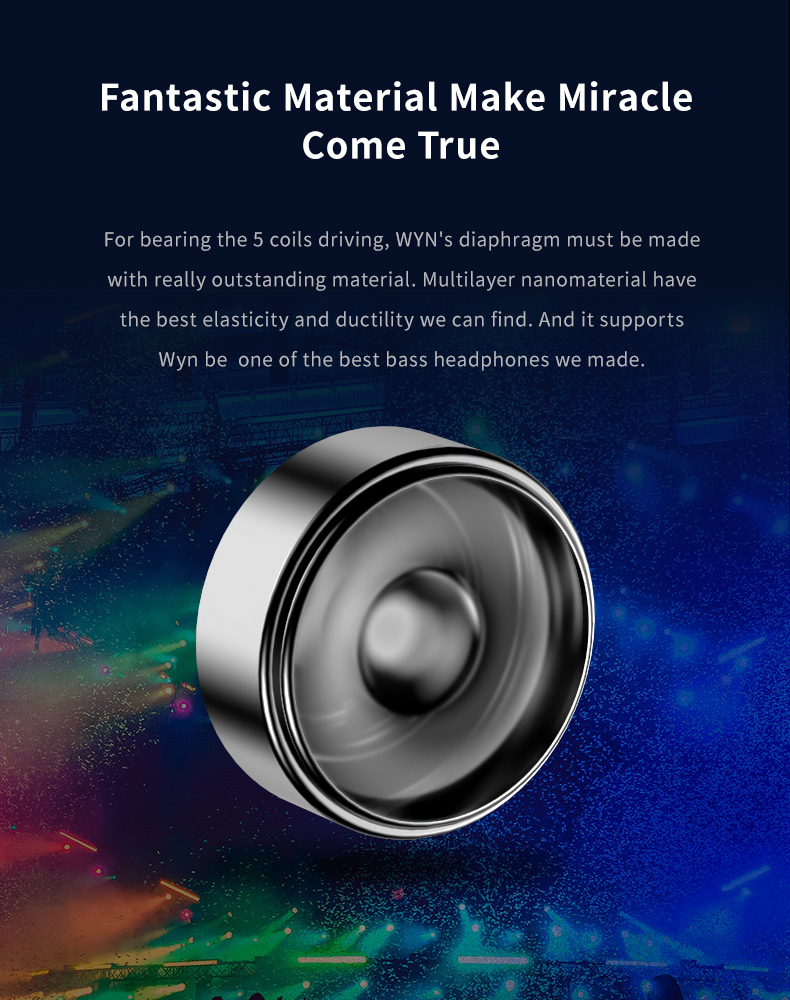 Fantastic Material Make Miracle
Come True
For bearing the 5 coils driving, WYN's diaphragm must be made
with really outstanding material. Multilayer nanomaterial have
the best elasticity and ductility we can find. And it supports
Wyn be  one of the best bass headphones we made.